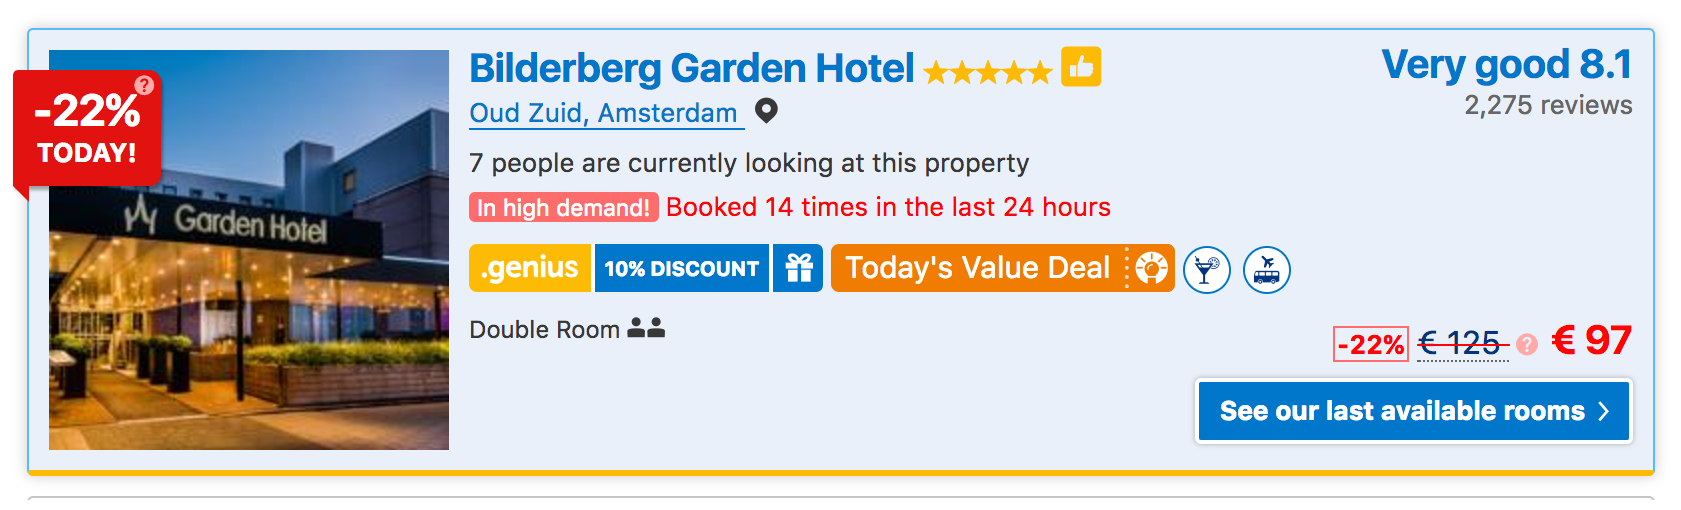 -22%
TODAY!
?
Garden Hotel
Bilderberg Garden Hotel
Oud Zuid, Amsterdam
7 people are currently looking at this property
In high demand! Booked 14 times in the last 24 hours
.genius 10% DISCOUNT Today's Value Deal
Double Room
Very good 8.1
2,275 reviews
-22% € 125 ? € 97
See our last available rooms